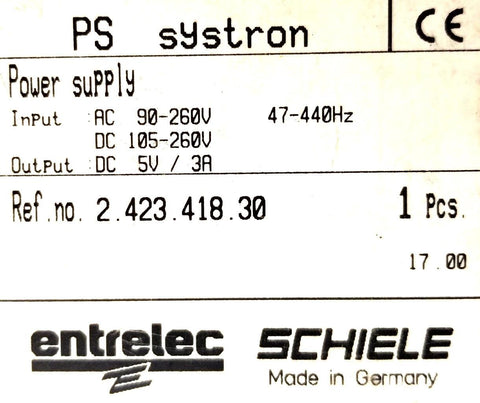 PS systron CE
Power supply
Input :AC 90-260V 47-440Hz
DC 105-260V
Output :DC 5V / 3A
Ref.no. 2.423.418.30 1 Pcs.
17.00
entrelec SCHIELE
Made in Germany